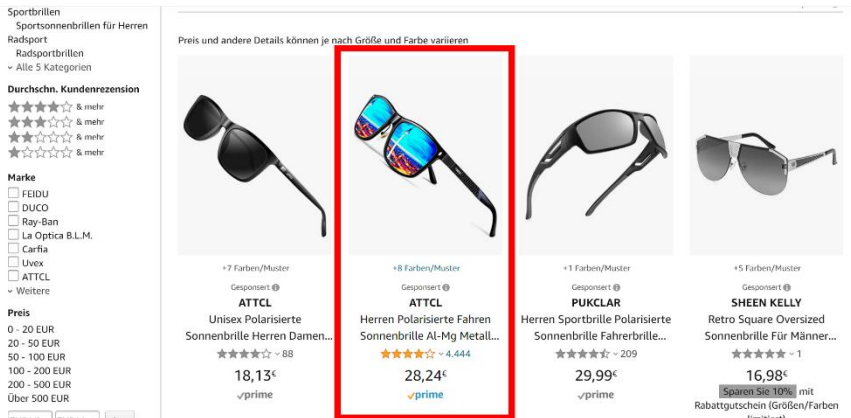 Sportbrillen
Sportsonnenbrillen für Herren
Radsport
Radsportbrillen
Alle 5 Kategorien
Durchschn. Kundenrezension
& mehr
& mehr
& mehr
& mehr
Marke
FEIDU
DUCO
Ray-Ban
La Optica B.L.M.
Carfia
Uvex
ATTCL
Weitere
Preis
0 - 20 EUR
20 - 50 EUR
50 - 100 EUR
100 - 200 EUR
200 - 500 EUR
Über 500 EUR
Preis und andere Details können je nach Größe und Farbe variieren
+7 Farben/Muster
Gesponsert
ATTCL
Unisex Polarisierte
Sonnenbrille Herren Damen...
88
18,13€
prime
+8 Farben/Muster
Gesponsert
ATTCL
Herren Polarisierte Fahren
Sonnenbrille Al-Mg Metall...
4.444
28,24€
prime
+1 Farben/Muster
Gesponsert
PUKCLAR
Herren Sportbrille Polarisierte
Sonnenbrille Fahrerbrille...
209
29,99€
prime
+5 Farben/Muster
Gesponsert
SHEEN KELLY
Retro Square Oversized
Sonnenbrille Für Männer...
1
16,98€
Sparen Sie 10% mit
Rabattgutschein (Größen/Farben